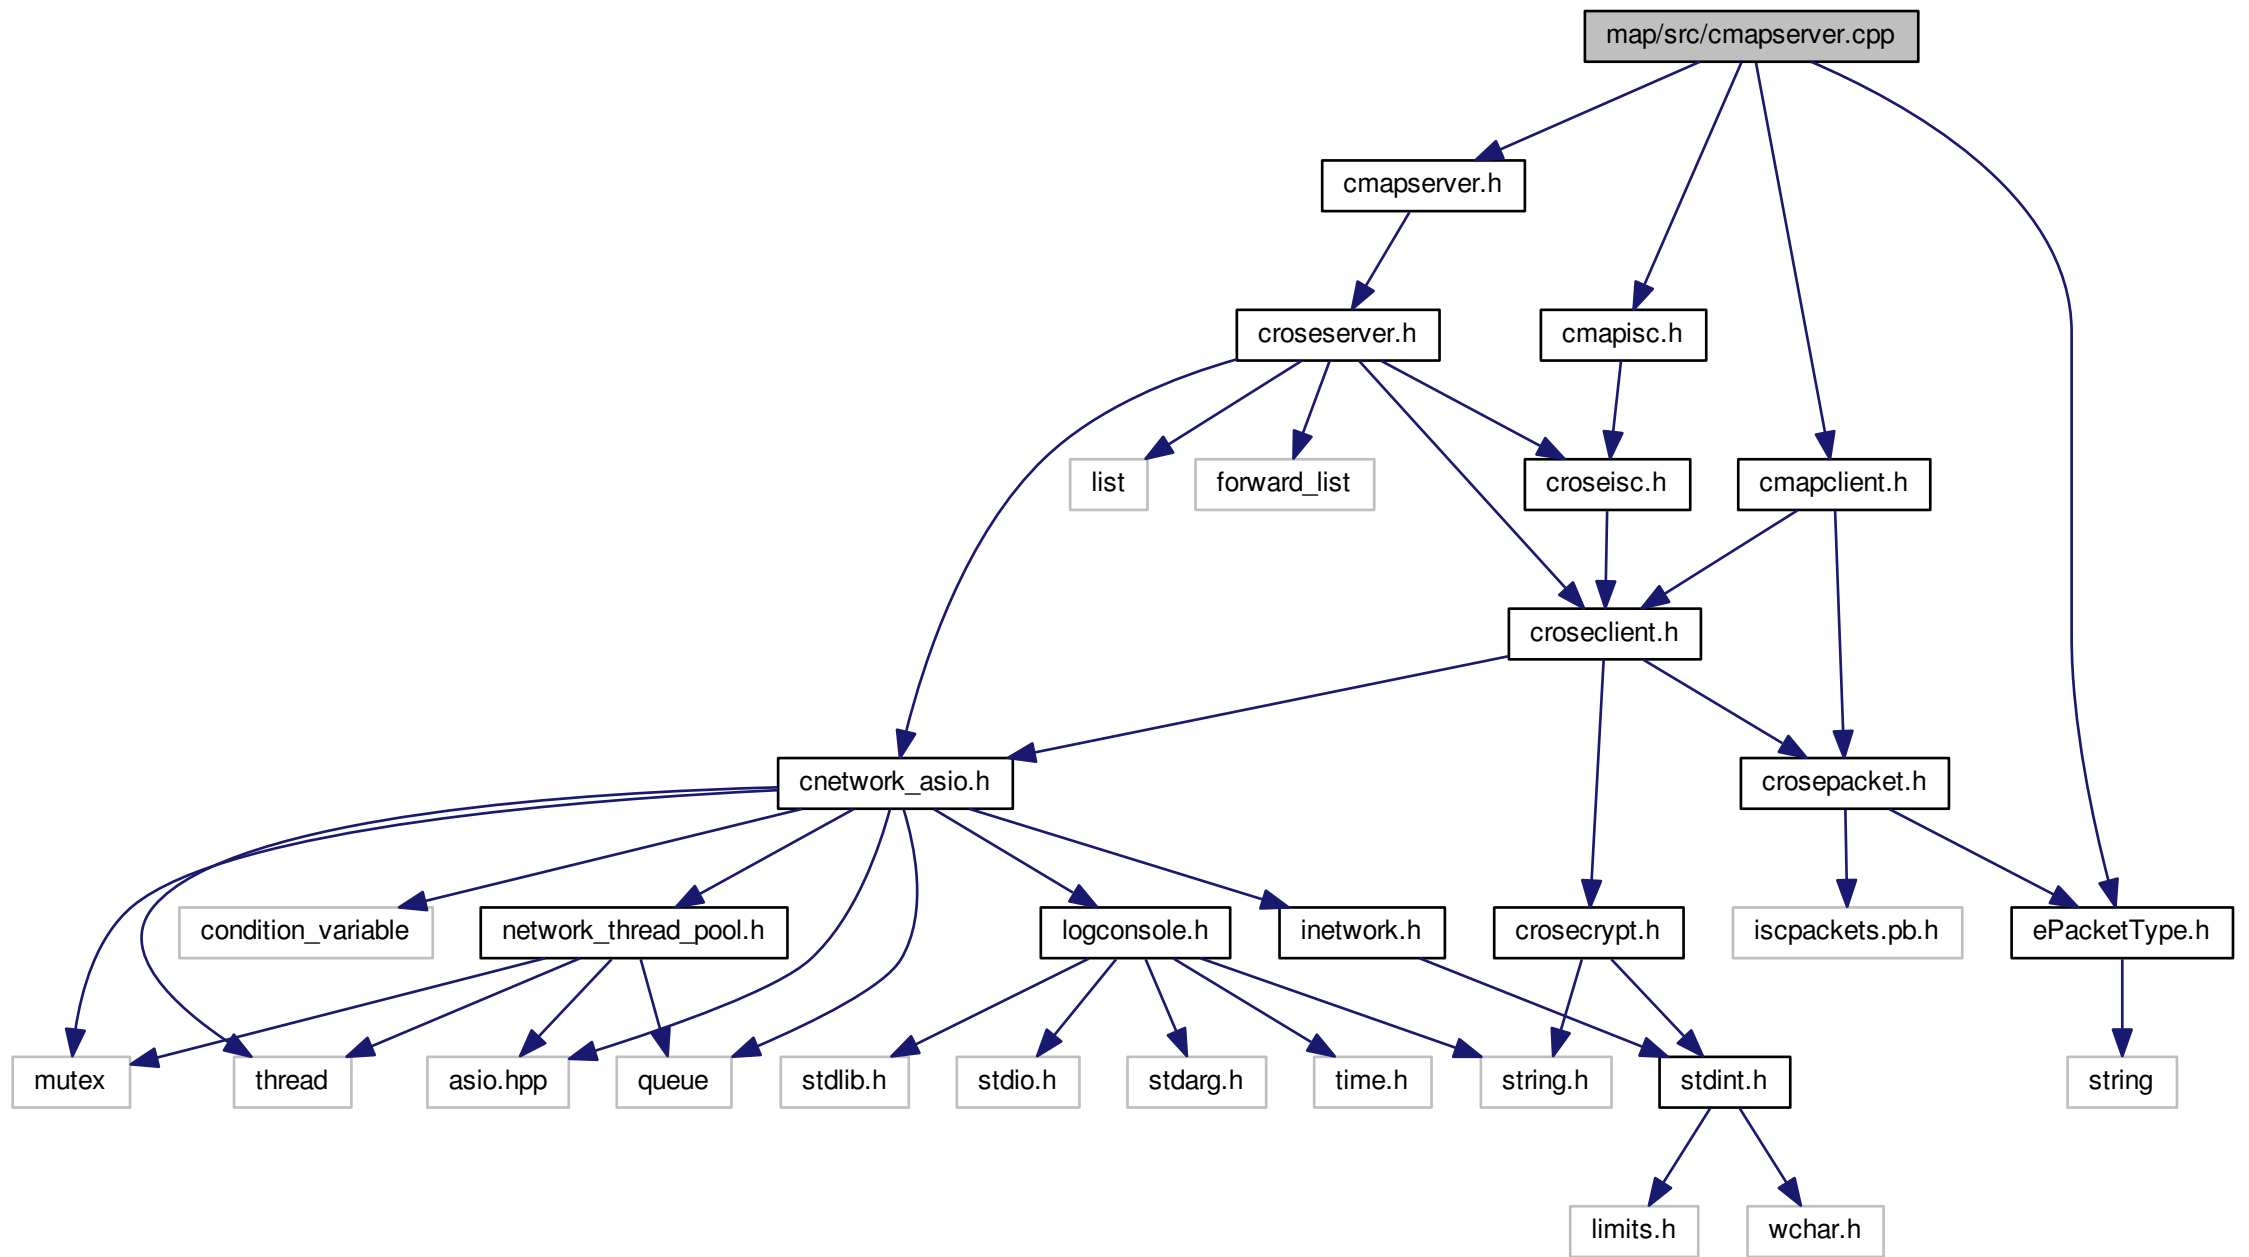 map/src/cmapserver.cpp
cmapserver.h
croseserver.h
cmapisc.h
list
forward_list
croseisc.h
cmapclient.h
croseclient.h
cnetwork_asio.h
crosepacket.h
condition_variable
network_thread_pool.h
logconsole.h
inetwork.h
crosecrypt.h
iscpackets.pb.h
ePacketType.h
mutex
thread
asio.hpp
queue
stdlib.h
stdio.h
stdarg.h
time.h
string.h
stdint.h
string
limits.h
wchar.h